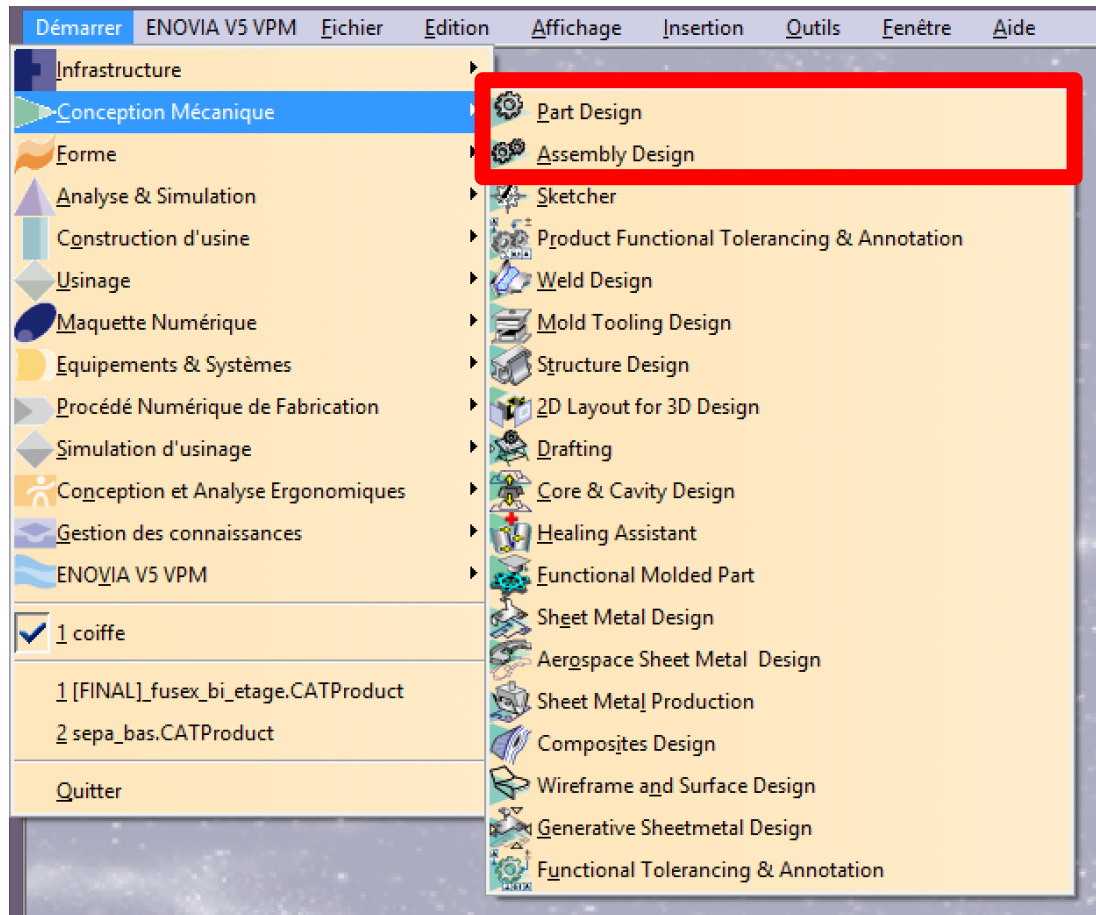 Démarrer ENOVIA V5 VPM Fichier Edition Affichage Insertion Outils Fenêtre Aide
Infrastructure
Conception Mécanique
Forme
Analyse & Simulation
Construction d'usine
Usinage
Maquette Numérique
Equipements & Systèmes
Procédé Numérique de Fabrication
Simulation d'usinage
Conception et Analyse Ergonomiques
Gestion des connaissances
ENOVIA V5 VPM
1 coiffe
1 [FINAL]_fusex_bi_etage.CATProduct
2 sepa_bas.CATProduct
Quitter
Part Design
Assembly Design
Sketcher
Product Functional Tolerancing & Annotation
Weld Design
Mold Tooling Design
Structure Design
2D Layout for 3D Design
Drafting
Core & Cavity Design
Healing Assistant
Functional Molded Part
Sheet Metal Design
Aerospace Sheet Metal Design
Sheet Metal Production
Composites Design
Wireframe and Surface Design
Generative Sheetmetal Design
Functional Tolerancing & Annotation